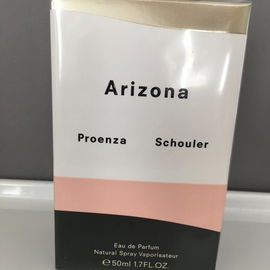 Arizona
Proenza Schouler
Eau de Parfum
Natural Spray Vaporisateur
℮50ml 1.7FL.OZ